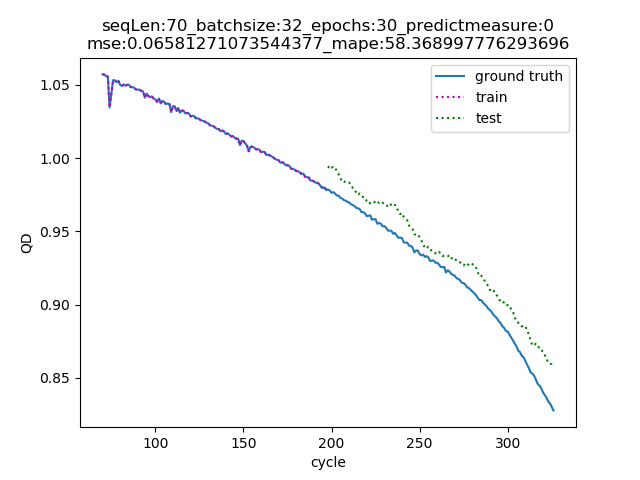 seqLen:70_batchsize:32_epochs:30_predictmeasure:0
mse:0.06581271073544377_mape:58.368997776293696
ground truth
train
test
1.05
1.00
0.95
0.90
0.85
QD
100 150 200 250 300
cycle